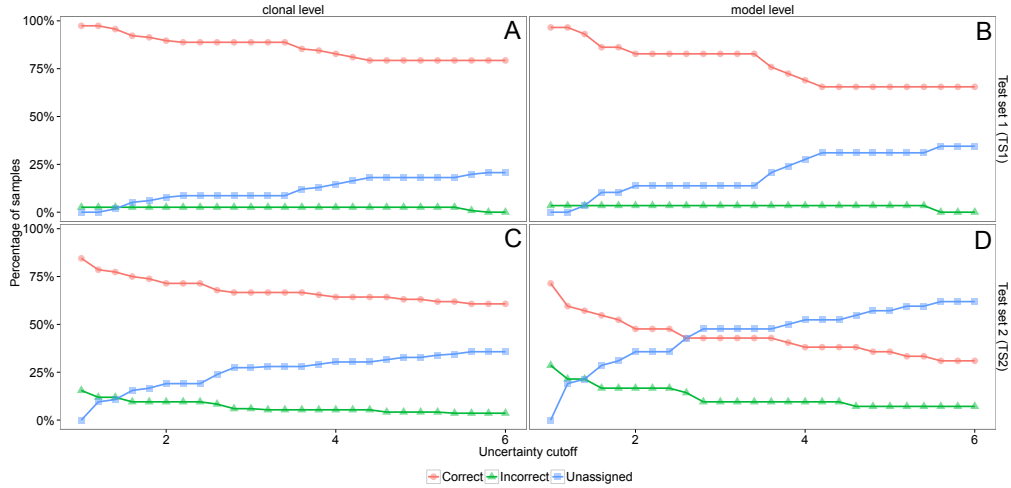 clonal level
model level
100%
75%
50%
25%
0%
A
B
Test set 1 (TS1)
100%
75%
50%
25%
0%
C
D
Test set 2 (TS2)
Percentage of samples
2
4
6
2
4
6
Uncertainty cutoff
Correct
Incorrect
Unassigned